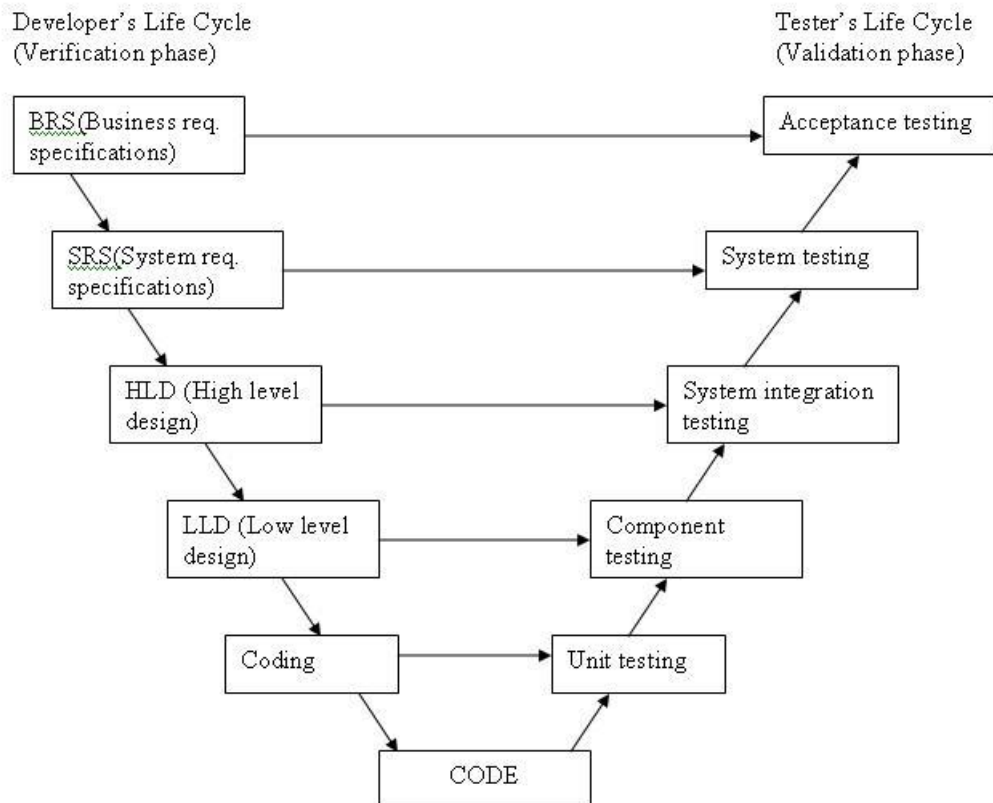 Developer's Life Cycle
(Verification phase)
Tester's Life Cycle
(Validation phase)
BRS(Business req.
specifications)
Acceptance testing
SRS(System req.
specifications)
System testing
HLD (High level
design)
System integration
testing
LLD (Low level
design)
Component
testing
Coding
Unit testing
CODE